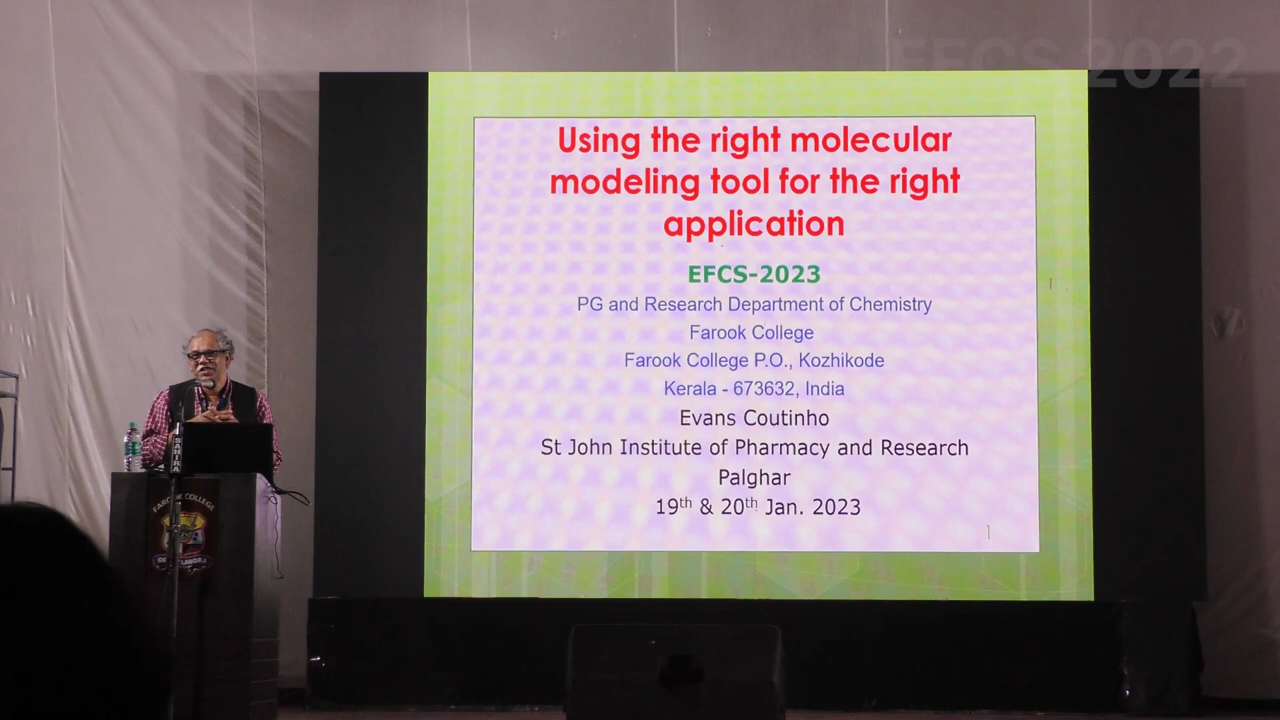 EFCS 2022
Using the right molecular
modeling tool for the right
application
EFCS-2023
PG and Research Department of Chemistry
Farook College
Farook College P.O., Kozhikode
Kerala - 673632, India
Evans Coutinho
St John Institute of Pharmacy and Research
Palghar
19th & 20th Jan. 2023
1
SAHIRA
FAROOK COLLEGE